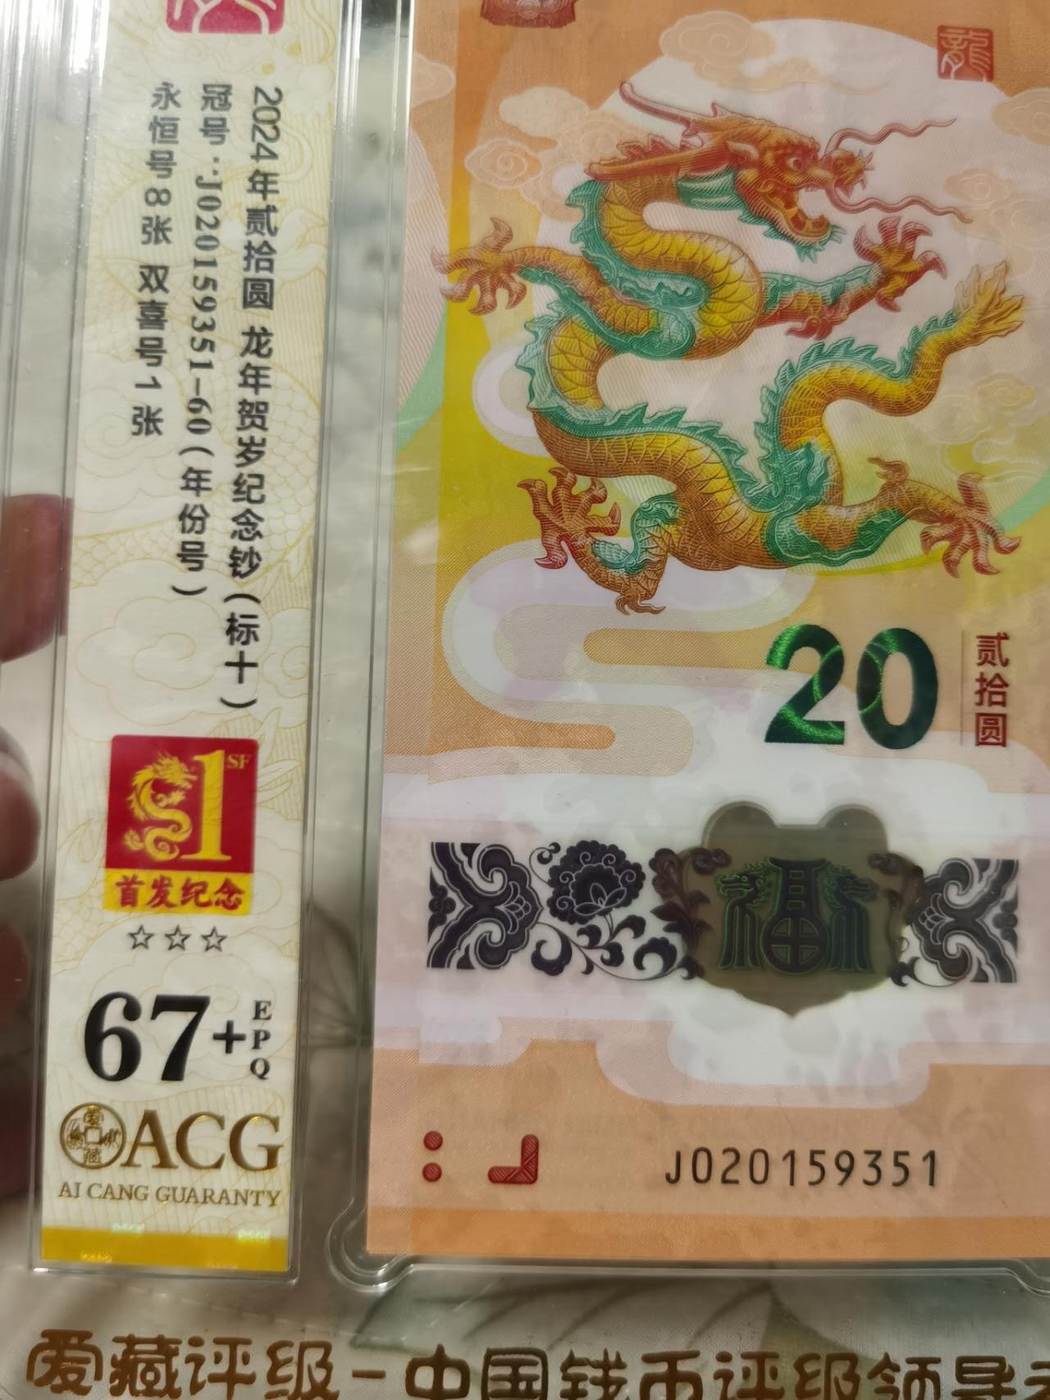 2024年贰拾圆 龙年贺岁纪念钞(标十)
冠号:J020159351-60(年份号)
永恒号8张 双喜号1张
1
SF
首发纪念
☆☆☆
67+
EPQ
ACG
AI CANG GUARANTY
龍
20
贰拾圆
福
J020159351
爱藏评级-中国钱币评级领导